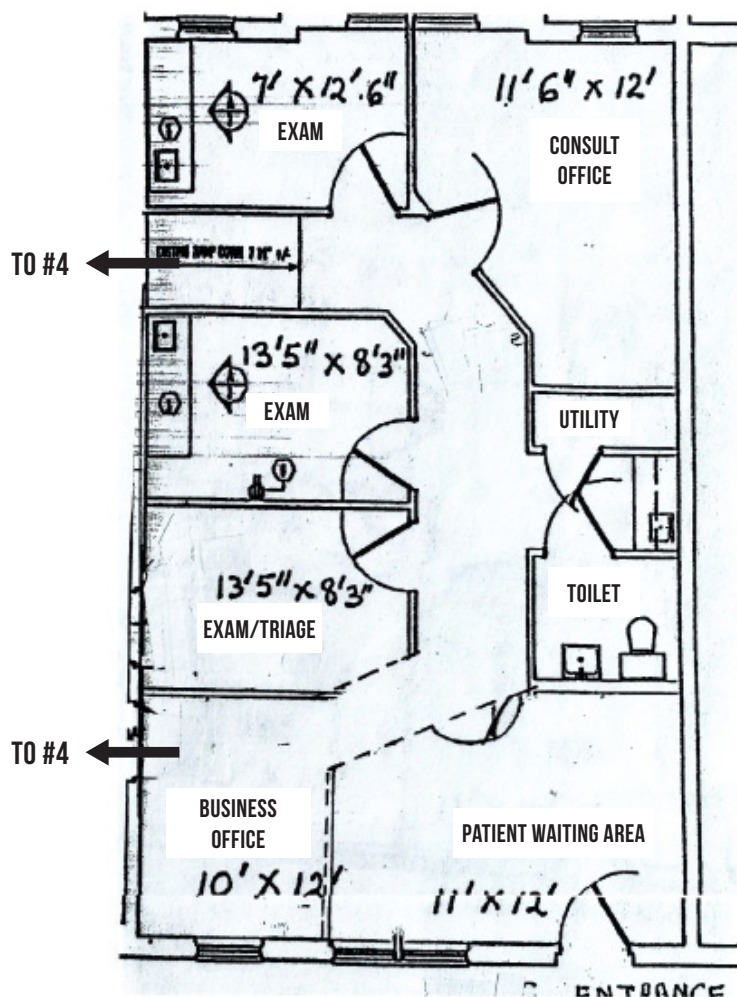 7' X 12'.6"
EXAM
11' 6" X 12'
CONSULT
OFFICE
TO #4
13'5" X 8'3"
EXAM
UTILITY
13'5" X 8'3"
EXAM/TRIAGE
TOILET
TO #4
BUSINESS
OFFICE
10' X 12'
PATIENT WAITING AREA
11' X 12'
ENTRANCE